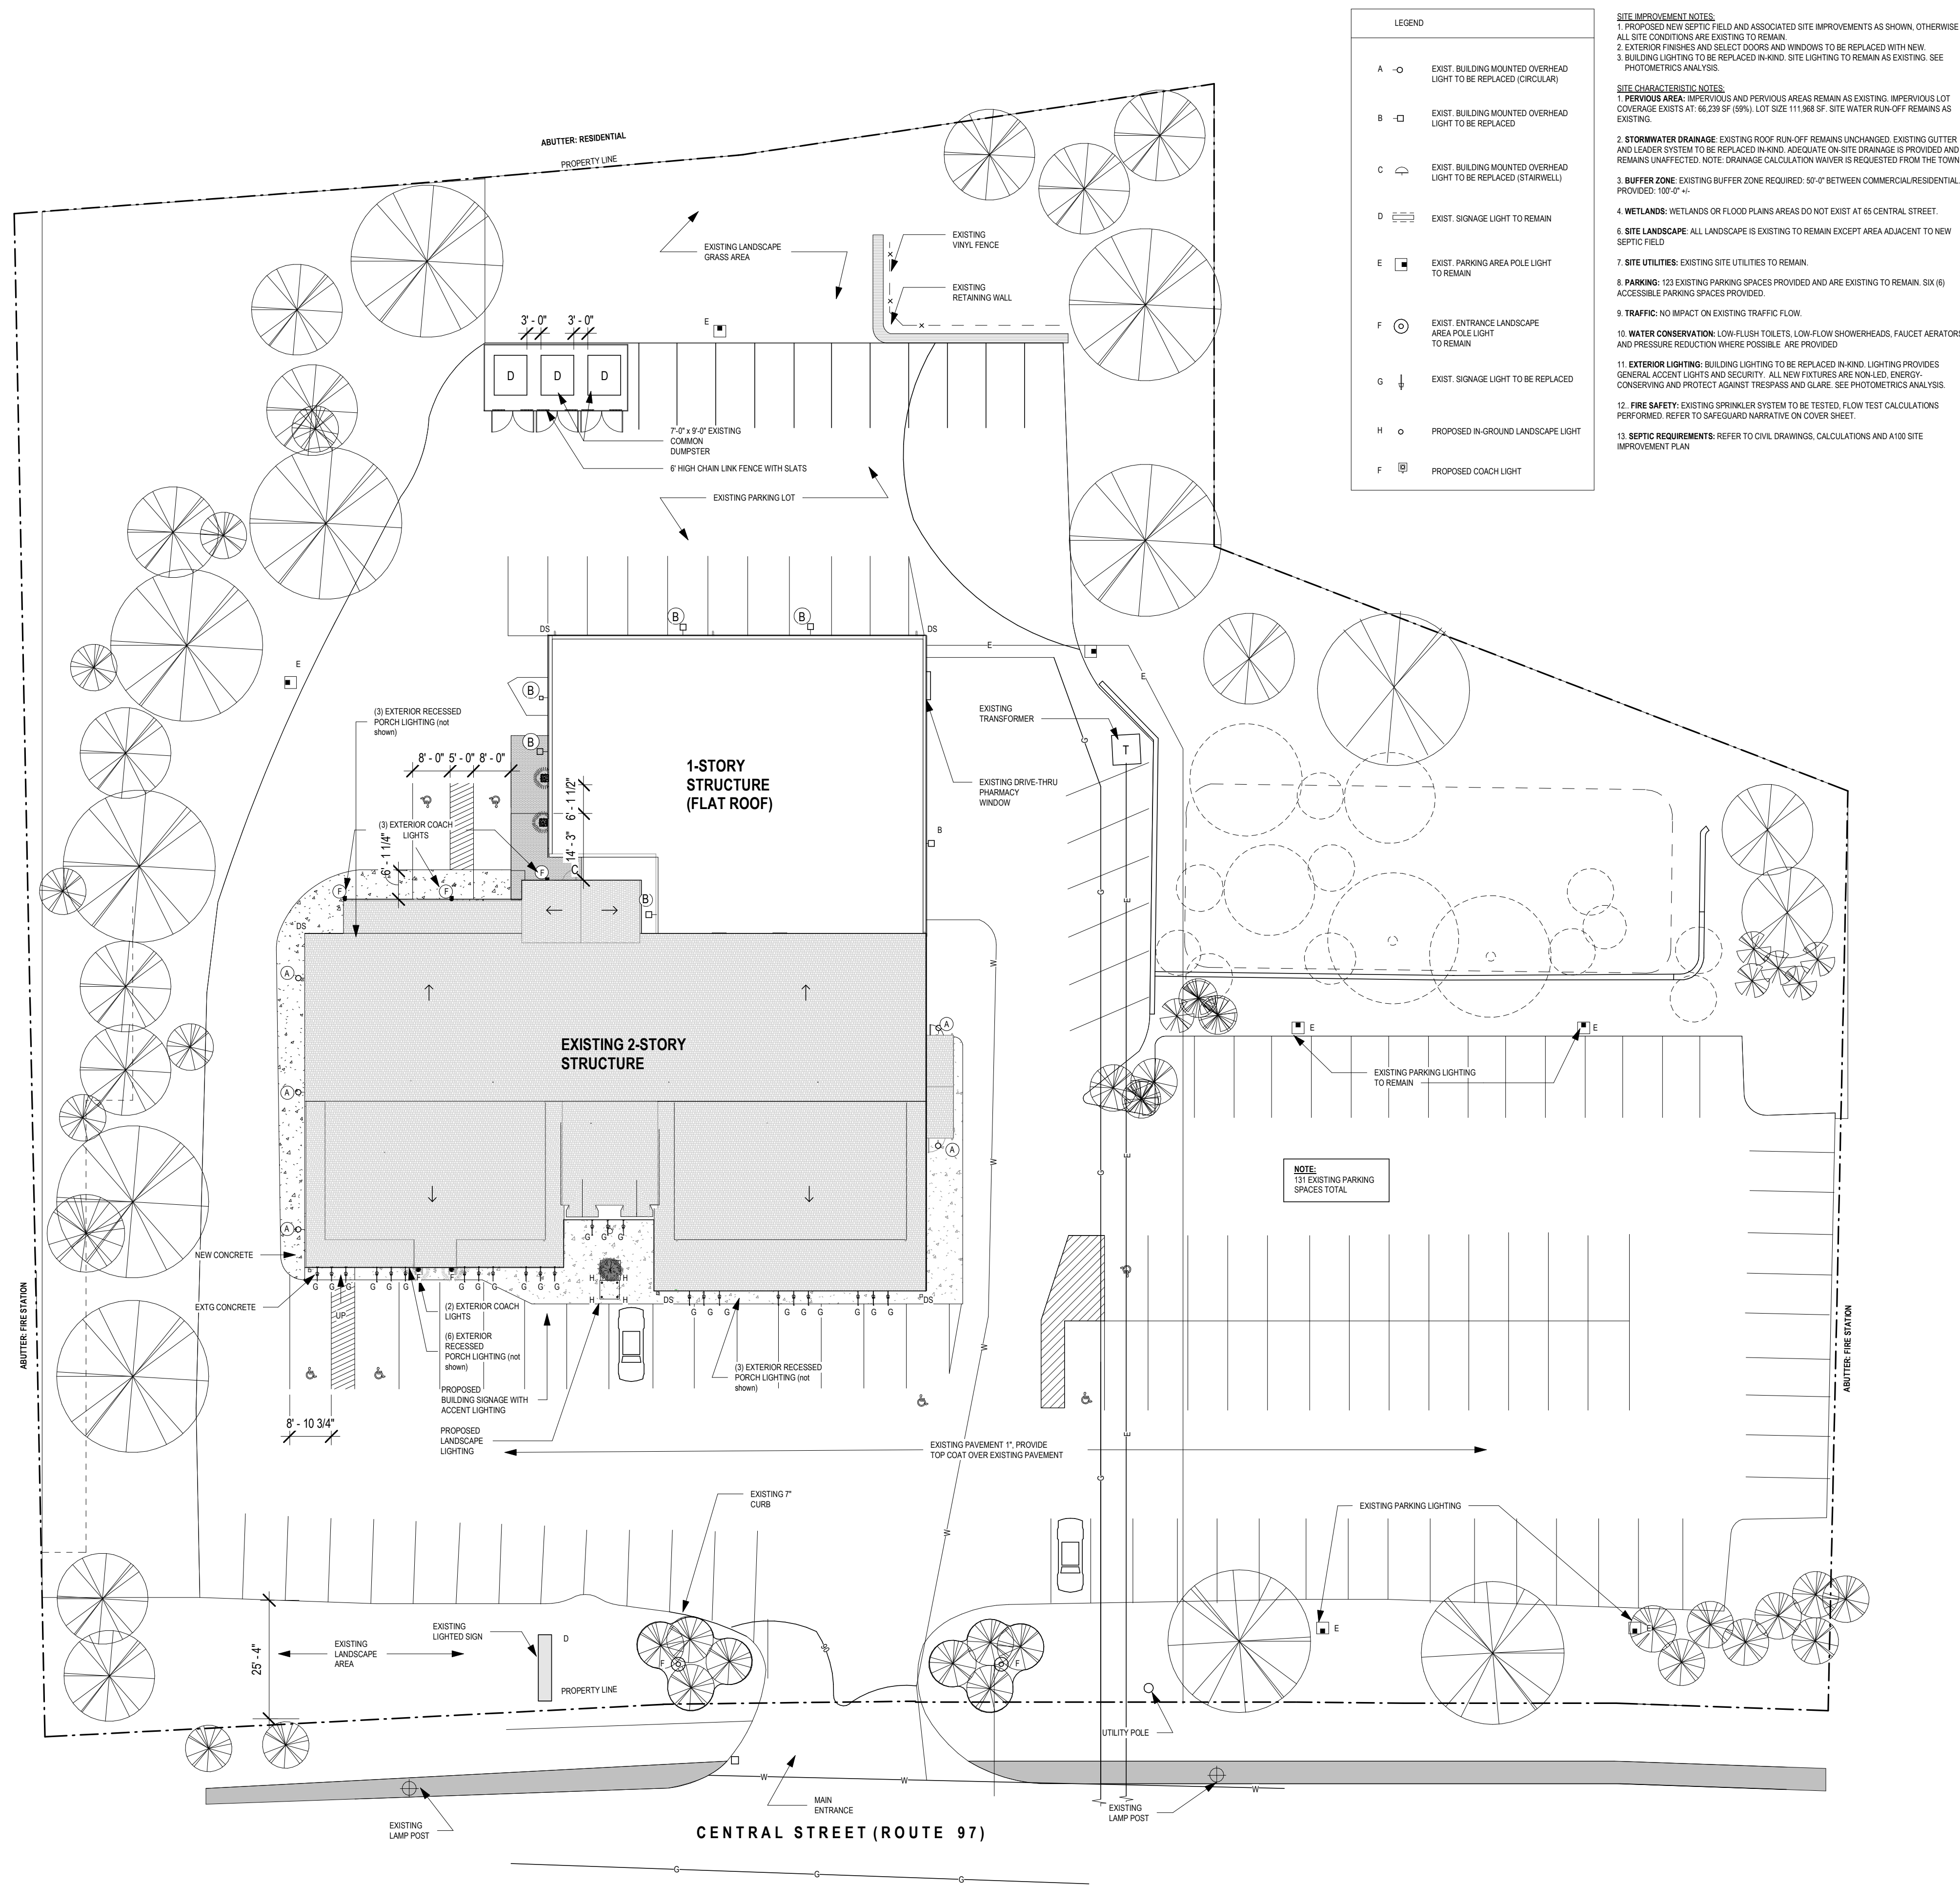 LEGEND
A
EXIST. BUILDING MOUNTED OVERHEAD
LIGHT TO BE REPLACED (CIRCULAR)
B
EXIST. BUILDING MOUNTED OVERHEAD
LIGHT TO BE REPLACED
C
EXIST. BUILDING MOUNTED OVERHEAD
LIGHT TO BE REPLACED (STAIRWELL)
D
EXIST. SIGNAGE LIGHT TO REMAIN
E
EXIST. PARKING AREA POLE LIGHT
TO REMAIN
F
EXIST. ENTRANCE LANDSCAPE
AREA POLE LIGHT
TO REMAIN
G
EXIST. SIGNAGE LIGHT TO BE REPLACED
H
PROPOSED IN-GROUND LANDSCAPE LIGHT
F
PROPOSED COACH LIGHT
SITE IMPROVEMENT NOTES:
1. PROPOSED NEW SEPTIC FIELD AND ASSOCIATED SITE IMPROVEMENTS AS SHOWN, OTHERWISE
ALL SITE CONDITIONS ARE EXISTING TO REMAIN.
2. EXTERIOR FINISHES AND SELECT DOORS AND WINDOWS TO BE REPLACED WITH NEW.
3. BUILDING LIGHTING TO BE REPLACED IN-KIND. SITE LIGHTING TO REMAIN AS EXISTING. SEE
PHOTOMETRICS ANALYSIS.
SITE CHARACTERISTIC NOTES:
1. PERVIOUS AREA: IMPERVIOUS AND PERVIOUS AREAS REMAIN AS EXISTING. IMPERVIOUS LOT
COVERAGE EXISTS AT: 66,239 SF (59%). LOT SIZE 111,968 SF. SITE WATER RUN-OFF REMAINS AS
EXISTING.
2. STORMWATER DRAINAGE: EXISTING ROOF RUN-OFF REMAINS UNCHANGED. EXISTING GUTTER
AND LEADER SYSTEM TO BE REPLACED IN-KIND. ADEQUATE ON-SITE DRAINAGE IS PROVIDED AND
REMAINS UNAFFECTED. NOTE: DRAINAGE CALCULATION WAIVER IS REQUESTED FROM THE TOWN
3. BUFFER ZONE: EXISTING BUFFER ZONE REQUIRED: 50'-0" BETWEEN COMMERCIAL/RESIDENTIAL.
PROVIDED: 100'-0" +/-
4. WETLANDS: WETLANDS OR FLOOD PLAINS AREAS DO NOT EXIST AT 65 CENTRAL STREET.
6. SITE LANDSCAPE: ALL LANDSCAPE IS EXISTING TO REMAIN EXCEPT AREA ADJACENT TO NEW
SEPTIC FIELD
7. SITE UTILITIES: EXISTING SITE UTILITIES TO REMAIN.
8. PARKING: 123 EXISTING PARKING SPACES PROVIDED AND ARE EXISTING TO REMAIN. SIX (6)
ACCESSIBLE PARKING SPACES PROVIDED.
9. TRAFFIC: NO IMPACT ON EXISTING TRAFFIC FLOW.
10. WATER CONSERVATION: LOW-FLUSH TOILETS, LOW-FLOW SHOWERHEADS, FAUCET AERATORS
AND PRESSURE REDUCTION WHERE POSSIBLE ARE PROVIDED
11. EXTERIOR LIGHTING: BUILDING LIGHTING TO BE REPLACED IN-KIND. LIGHTING PROVIDES
GENERAL ACCENT LIGHTS AND SECURITY. ALL NEW FIXTURES ARE NON-LED, ENERGY-
CONSERVING AND PROTECT AGAINST TRESPASS AND GLARE. SEE PHOTOMETRICS ANALYSIS.
12.. FIRE SAFETY: EXISTING SPRINKLER SYSTEM TO BE TESTED, FLOW TEST CALCULATIONS
PERFORMED. REFER TO SAFEGUARD NARRATIVE ON COVER SHEET.
13. SEPTIC REQUIREMENTS: REFER TO CIVIL DRAWINGS, CALCULATIONS AND A100 SITE
IMPROVEMENT PLAN
ABUTTER: RESIDENTIAL
PROPERTY LINE
EXISTING LANDSCAPE
GRASS AREA
EXISTING
VINYL FENCE
EXISTING
RETAINING WALL
3' - 0" 3' - 0"
E
D D D
7'-0" x 9'-0" EXISTING
COMMON
DUMPSTER
6' HIGH CHAIN LINK FENCE WITH SLATS
EXISTING PARKING LOT
B B
DS DS
E
E
E
B
B
(3) EXTERIOR RECESSED
PORCH LIGHTING (not
shown)
8' - 0" 5' - 0" 8' - 0"
(3) EXTERIOR COACH
LIGHTS
6' - 1 1/4"
14' - 3" 6' - 1 1/2"
1-STORY
STRUCTURE
(FLAT ROOF)
EXISTING
TRANSFORMER
T
G
EXISTING DRIVE-THRU
PHARMACY
WINDOW
B
F F F C
B
DS
G E
W
A
A
A
A
A
EXISTING 2-STORY
STRUCTURE
E E
EXISTING PARKING LIGHTING
TO REMAIN
NOTE:
131 EXISTING PARKING
SPACES TOTAL
W
G E
G G G
NEW CONCRETE
EXTG CONCRETE
G G G G G G G G G G G G
H H
H H
DS DS
G G G G G G G G G
UP
(2) EXTERIOR COACH
LIGHTS
(6) EXTERIOR
RECESSED
PORCH LIGHTING (not
shown)
(3) EXTERIOR RECESSED
PORCH LIGHTING (not
shown)
PROPOSED
BUILDING SIGNAGE WITH
ACCENT LIGHTING
PROPOSED
LANDSCAPE
LIGHTING
8' - 10 3/4"
W
EXISTING PAVEMENT 1", PROVIDE
TOP COAT OVER EXISTING PAVEMENT
ABUTTER: FIRE STATION
ABUTTER: FIRE STATION
G E
EXISTING 7"
CURB
EXISTING PARKING LIGHTING
W
25' - 4"
EXISTING
LANDSCAPE
AREA
EXISTING
LIGHTED SIGN
D
PROPERTY LINE
F
90
F
E
E
UTILITY POLE
W W W
MAIN
ENTRANCE
EXISTING
LAMP POST
EXISTING
LAMP POST
CENTRAL STREET (ROUTE 97)
G G G